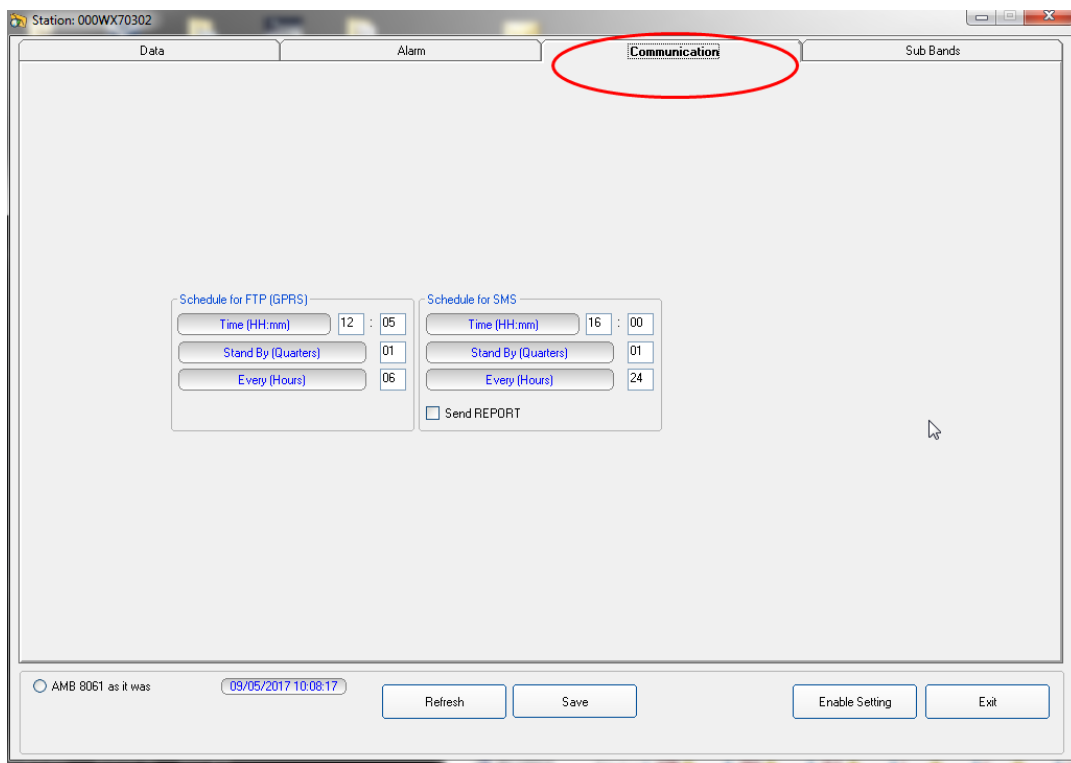 Station: 000WX70302
Data Alarm Communication Sub Bands
Schedule for FTP (GPRS)
Time (HH:mm) 12 : 05
Stand By (Quarters) 01
Every (Hours) 06
Schedule for SMS
Time (HH:mm) 16 : 00
Stand By (Quarters) 01
Every (Hours) 24
Send REPORT
AMB 8061 as it was 09/05/2017 10:08:17
Refresh Save Enable Setting Exit